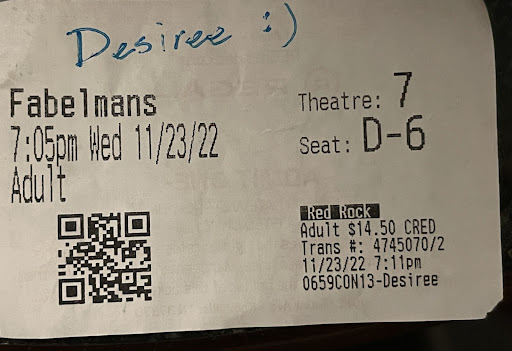 Desiree :)
Fabelmans
7:05pm Wed 11/23/22
Adult
Theatre: 7
Seat: D-6
Red Rock
Adult $14.50 CRED
Trans #: 4745070/2
11/23/22 7:11pm
0659CON13-Desiree